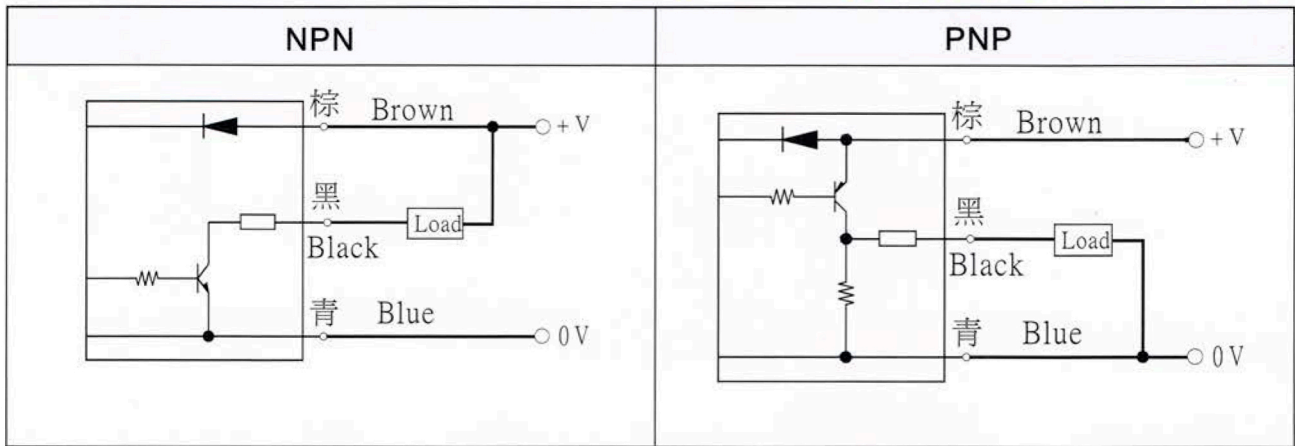 NPN
PNP
棕 Brown +V
黑 Load
Black
青 Blue 0V
棕 Brown +V
黑 Load
Black
青 Blue 0V